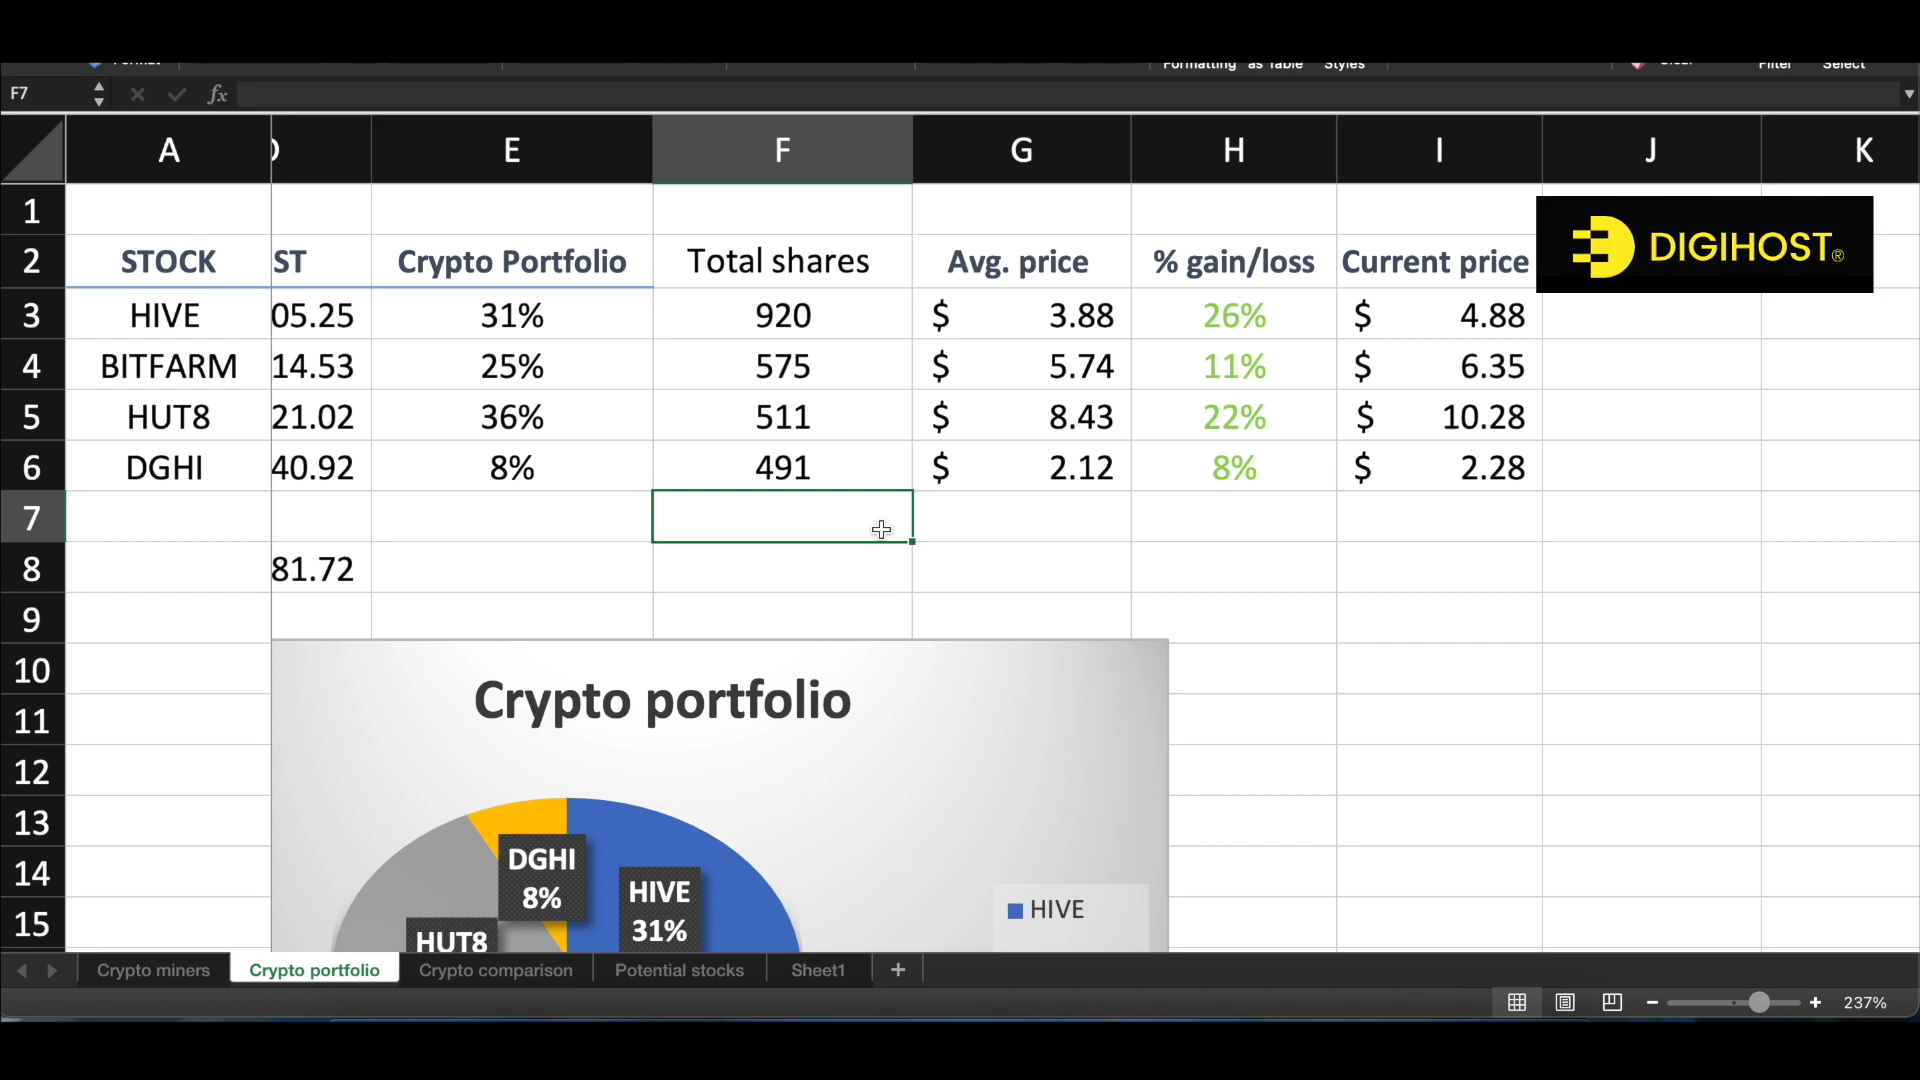 Formatting as Table Styles Clear Filter Select
F7 fx
A D E F G H I J K
1
2 STOCK ST Crypto Portfolio Total shares Avg. price % gain/loss Current price DIGIHOST®
3 HIVE 05.25 31% 920 $ 3.88 26% $ 4.88
4 BITFARM 14.53 25% 575 $ 5.74 11% $ 6.35
5 HUT8 21.02 36% 511 $ 8.43 22% $ 10.28
6 DGHI 40.92 8% 491 $ 2.12 8% $ 2.28
7
8 81.72
9
10
Crypto portfolio
11
12
13
14
DGHI
8%
HIVE
31%
HIVE
15
HUT8
Crypto miners Crypto portfolio Crypto comparison Potential stocks Sheet1 +
237%